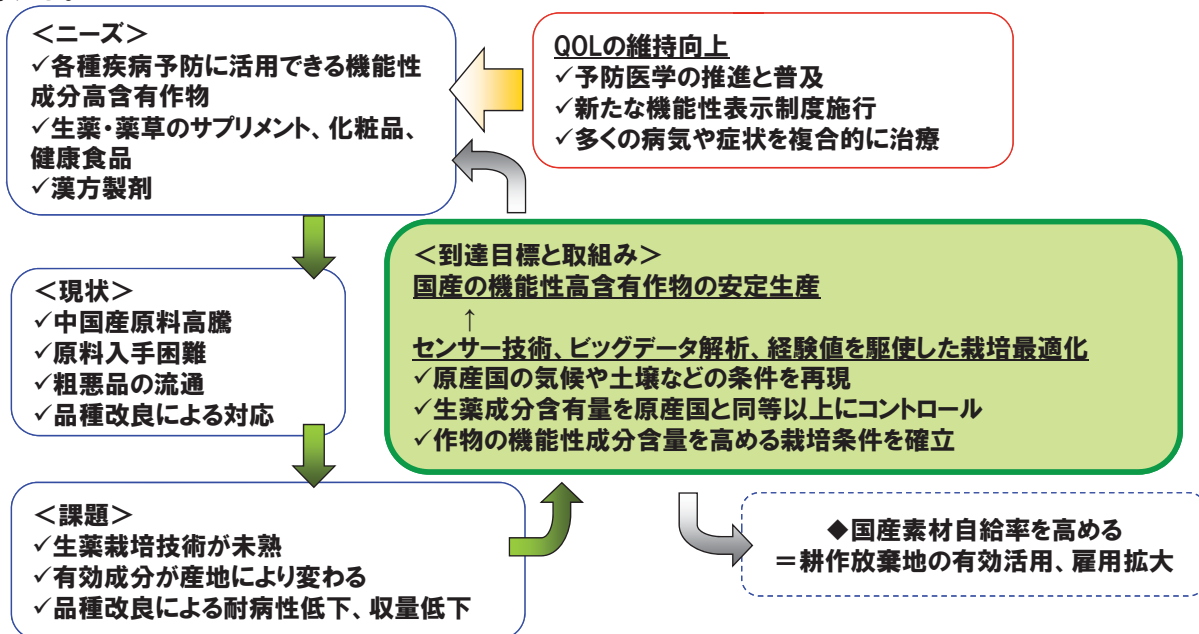 ＜ニーズ＞
✓各種疾病予防に活用できる機能性
成分高含有作物
✓生薬・薬草のサプリメント、化粧品、
健康食品
✓漢方製剤
QOLの維持向上
✓予防医学の推進と普及
✓新たな機能性表示制度施行
✓多くの病気や症状を複合的に治療
＜現状＞
✓中国産原料高騰
✓原料入手困難
✓粗悪品の流通
✓品種改良による対応
＜到達目標と取組み＞
国産の機能性高含有作物の安定生産
↑
センサー技術、ビッグデータ解析、経験値を駆使した栽培最適化
✓原産国の気候や土壌などの条件を再現
✓生薬成分含有量を原産国と同等以上にコントロール
✓作物の機能性成分含量を高める栽培条件を確立
＜課題＞
✓生薬栽培技術が未熟
✓有効成分が産地により変わる
✓品種改良による耐病性低下、収量低下
◆国産素材自給率を高める
＝耕作放棄地の有効活用、雇用拡大